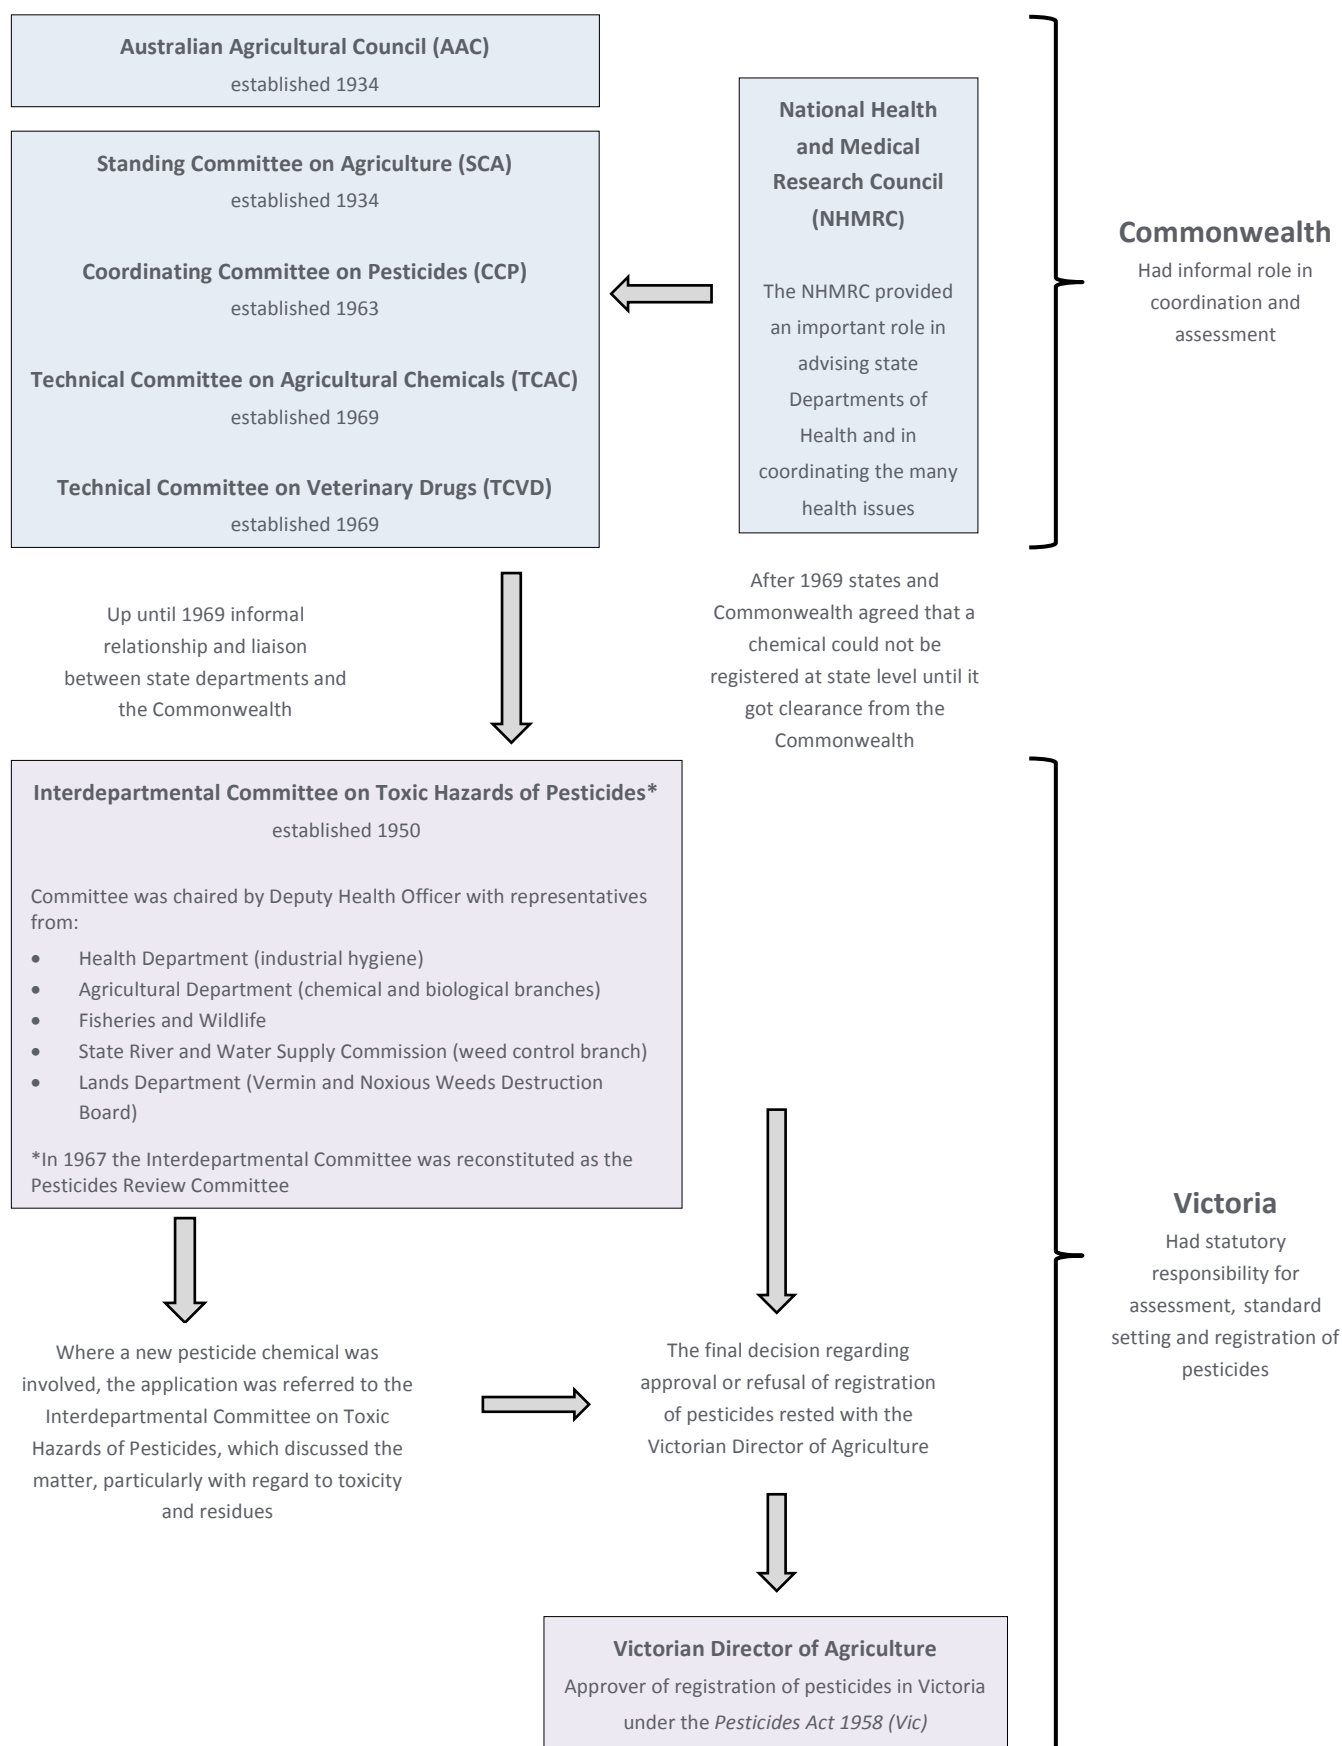 Australian Agricultural Council (AAC)
established 1934
Standing Committee on Agriculture (SCA)
established 1934
Coordinating Committee on Pesticides (CCP)
established 1963
Technical Committee on Agricultural Chemicals (TCAC)
established 1969
Technical Committee on Veterinary Drugs (TCVD)
established 1969
National Health
and Medical
Research Council
(NHMRC)
The NHMRC provided
an important role in
advising state
Departments of
Health and in
coordinating the many
health issues
Commonwealth
Had informal role in
coordination and
assessment
Up until 1969 informal
relationship and liaison
between state departments and
the Commonwealth
After 1969 states and
Commonwealth agreed that a
chemical could not be
registered at state level until it
got clearance from the
Commonwealth
Interdepartmental Committee on Toxic Hazards of Pesticides*
established 1950
Committee was chaired by Deputy Health Officer with representatives
from:
• Health Department (industrial hygiene)
• Agricultural Department (chemical and biological branches)
• Fisheries and Wildlife
• State River and Water Supply Commission (weed control branch)
• Lands Department (Vermin and Noxious Weeds Destruction
Board)
*In 1967 the Interdepartmental Committee was reconstituted as the
Pesticides Review Committee
Victoria
Had statutory
responsibility for
assessment, standard
setting and registration of
pesticides
Where a new pesticide chemical was
involved, the application was referred to the
Interdepartmental Committee on Toxic
Hazards of Pesticides, which discussed the
matter, particularly with regard to toxicity
and residues
The final decision regarding
approval or refusal of registration
of pesticides rested with the
Victorian Director of Agriculture
Victorian Director of Agriculture
Approver of registration of pesticides in Victoria
under the Pesticides Act 1958 (Vic)